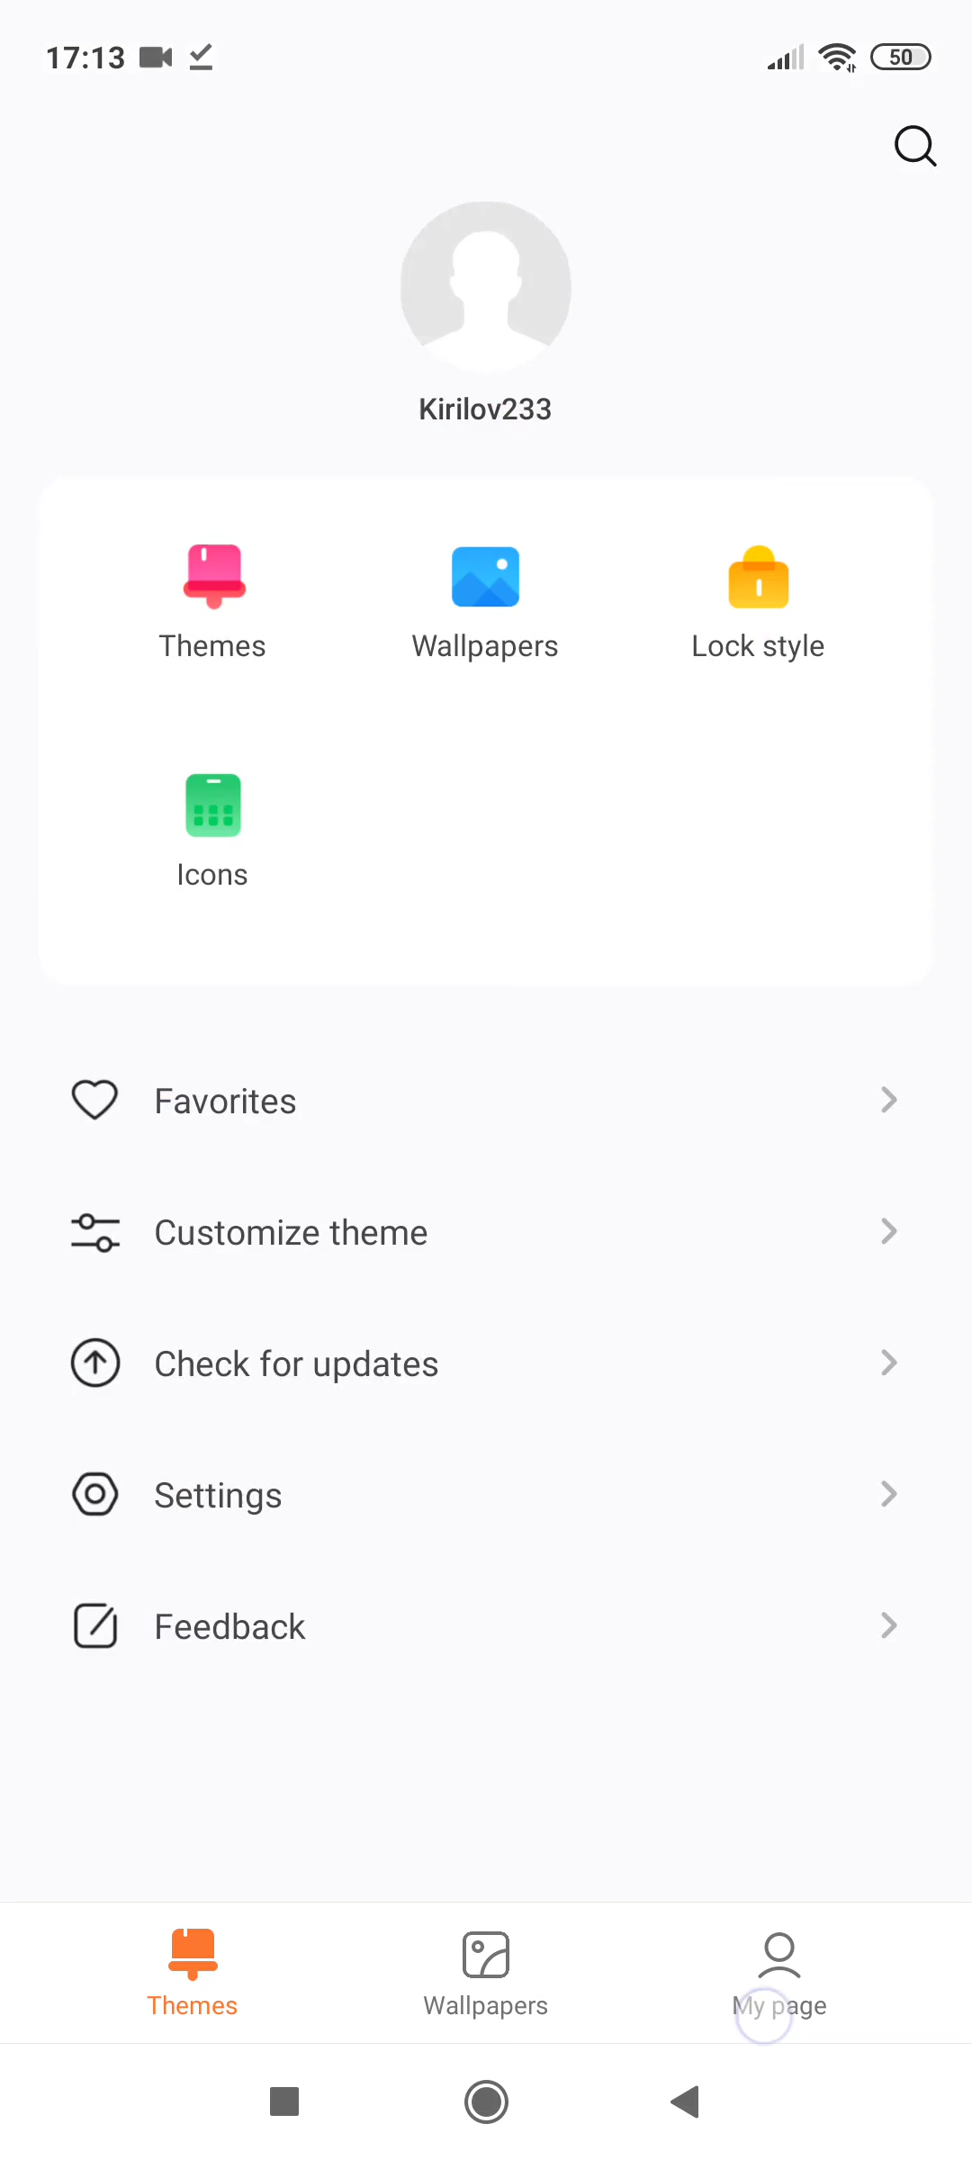 17:13
50
Kirilov233
Themes
Wallpapers
Lock style
Icons
Favorites
Customize theme
Check for updates
Settings
Feedback
Themes
Wallpapers
My page